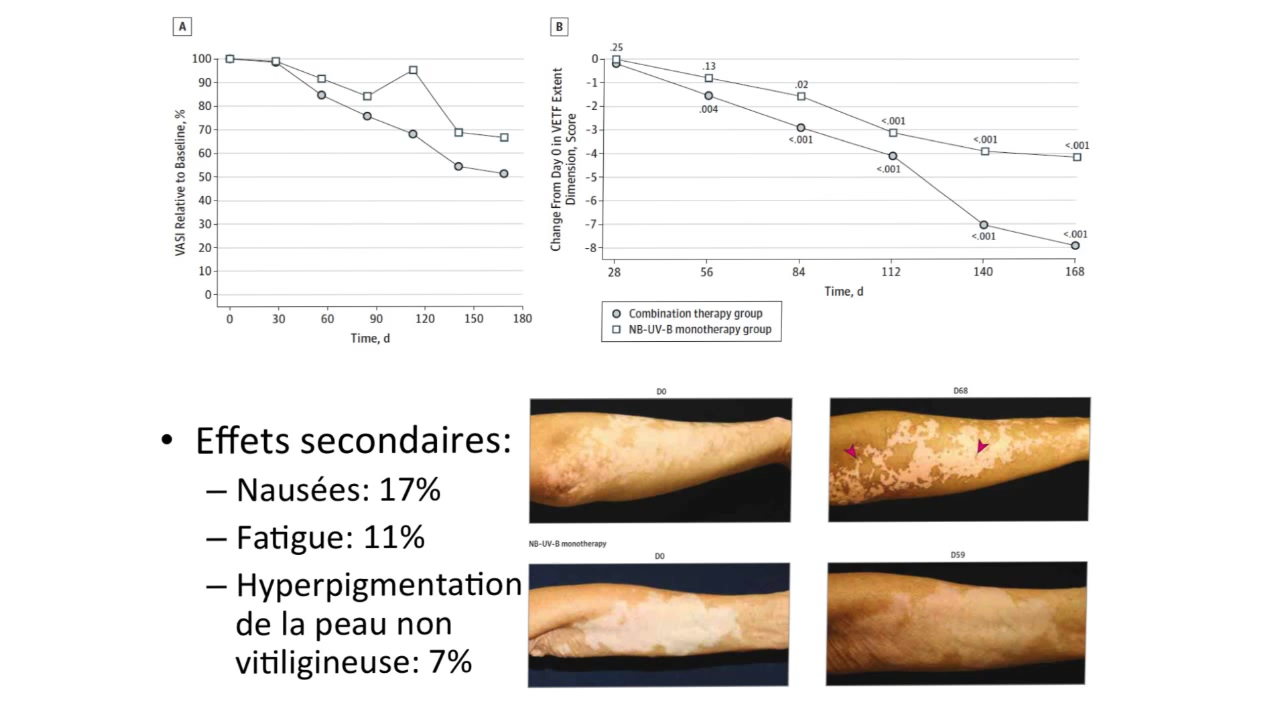 A
VASI Relative to Baseline, %
100
90
80
70
60
50
40
30
20
10
0
0 30 60 90 120 150 180
Time, d
B
Change From Day 0 in VETF Extent
Dimension, Score
0
-1
-2
-3
-4
-5
-6
-7
-8
.25
.13
.02
<.001
<.001
<.001
.004
<.001
<.001
<.001
<.001
28 56 84 112 140 168
Time, d
Combination therapy group
NB-UV-B monotherapy group
• Effets secondaires:
– Nausées: 17%
– Fatigue: 11%
– Hyperpigmentation
de la peau non
vitiligineuse: 7%
D0 D68
NB-UV-B monotherapy
D0 D59